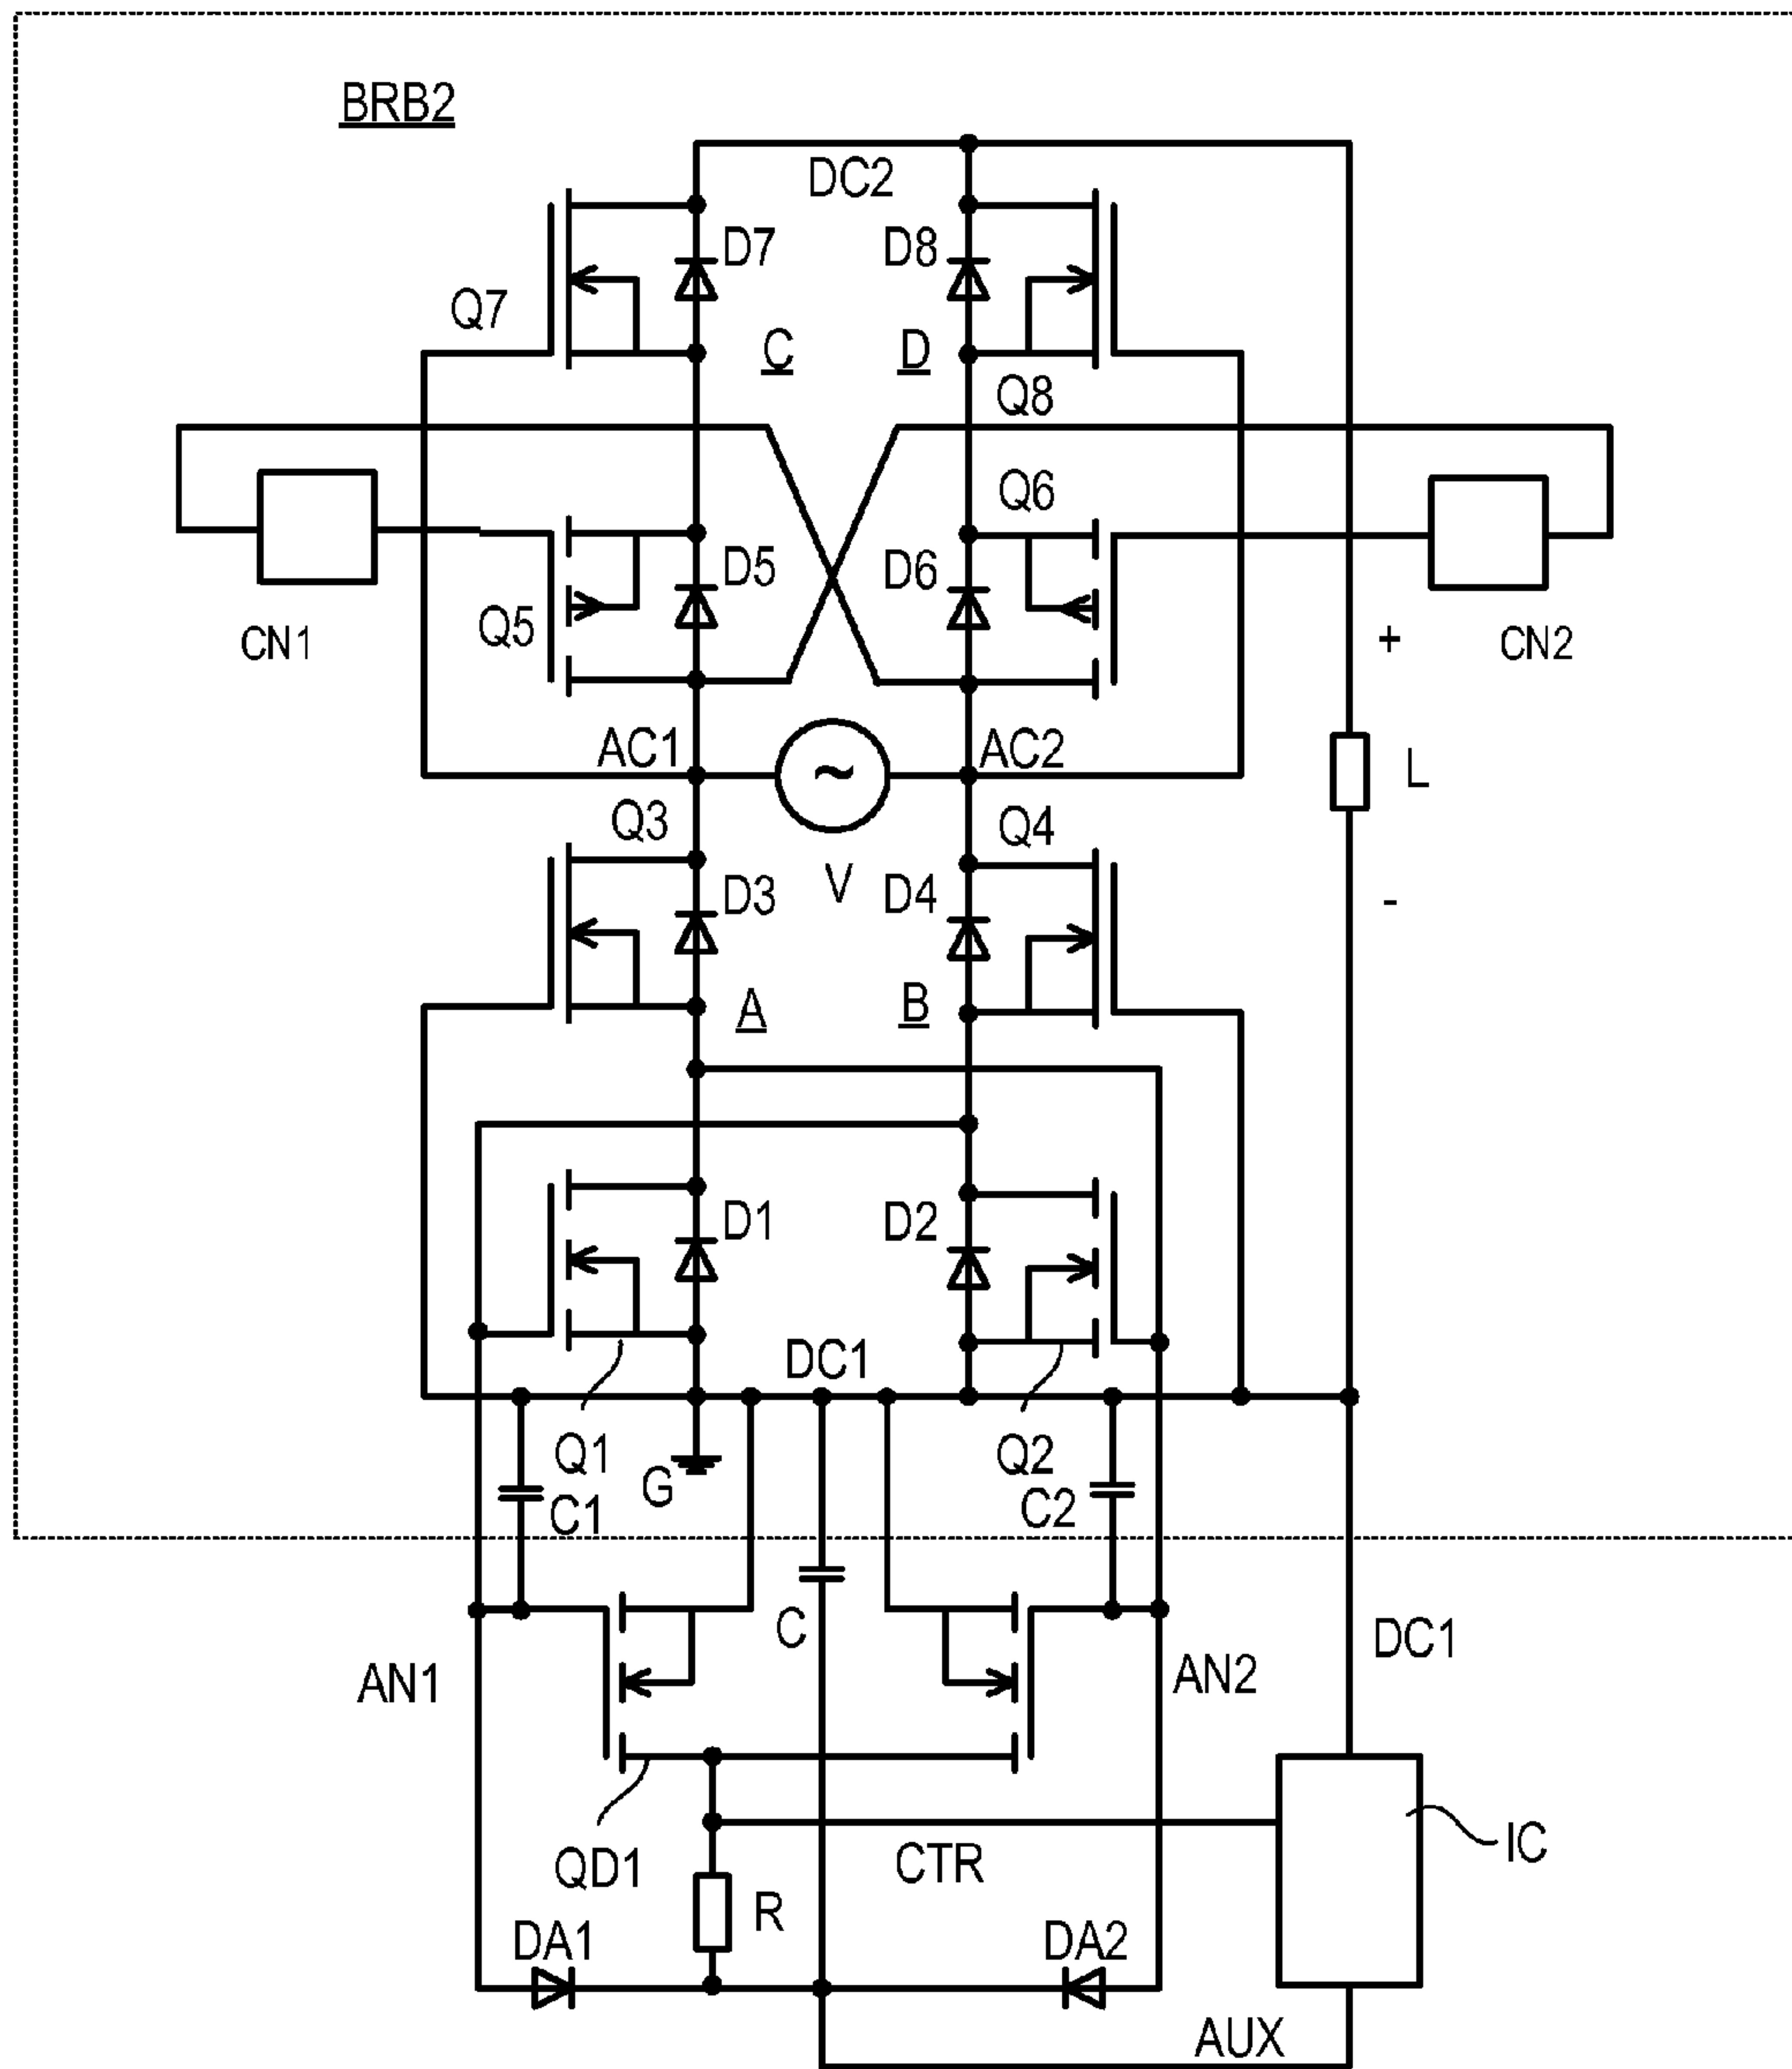 BRB2
DC2
D7
D8
Q7
C
D
Q8
Q6
D5
D6
Q5
CN1
CN2
+
AC1
~
AC2
L
Q3
Q4
V
D3
D4
-
A
B
D1
D2
DC1
Q1
Q2
G
C1
C2
C
DC1
AN1
AN2
QD1
CTR
IC
R
DA1
DA2
AUX